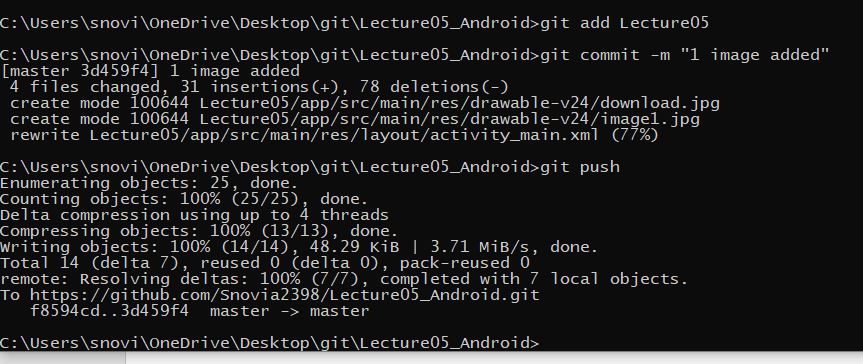 C:\Users\snovi\OneDrive\Desktop\git\Lecture05_Android>git add Lecture05
C:\Users\snovi\OneDrive\Desktop\git\Lecture05_Android>git commit -m "1 image added"
[master 3d459f4] 1 image added
 4 files changed, 31 insertions(+), 78 deletions(-)
 create mode 100644 Lecture05/app/src/main/res/drawable-v24/download.jpg
 create mode 100644 Lecture05/app/src/main/res/drawable-v24/image1.jpg
 rewrite Lecture05/app/src/main/res/layout/activity_main.xml (77%)
C:\Users\snovi\OneDrive\Desktop\git\Lecture05_Android>git push
Enumerating objects: 25, done.
Counting objects: 100% (25/25), done.
Delta compression using up to 4 threads
Compressing objects: 100% (13/13), done.
Writing objects: 100% (14/14), 48.29 KiB | 3.71 MiB/s, done.
Total 14 (delta 7), reused 0 (delta 0), pack-reused 0
remote: Resolving deltas: 100% (7/7), completed with 7 local objects.
To https://github.com/Snovia2398/Lecture05_Android.git
   f8594cd..3d459f4  master -> master
C:\Users\snovi\OneDrive\Desktop\git\Lecture05_Android>